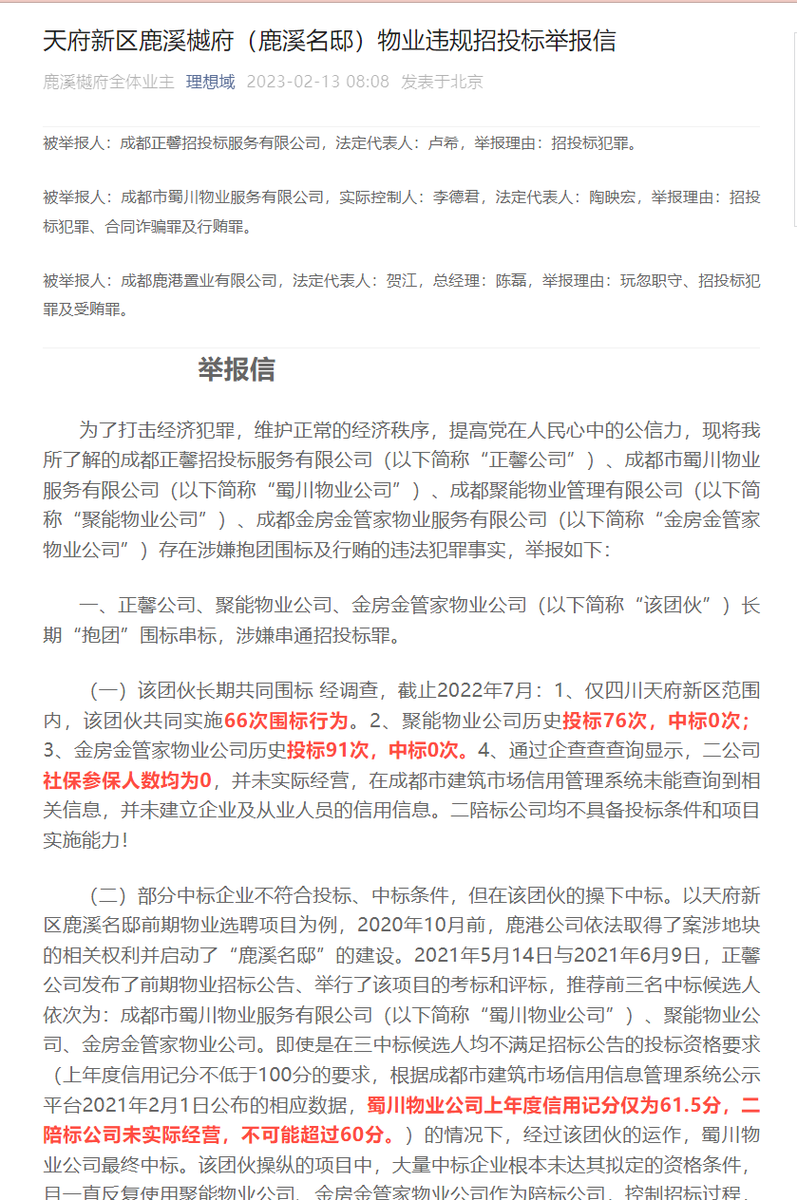 天府新区鹿溪樾府（鹿溪名邸）物业违规招投标举报信
鹿溪樾府全体业主 理想域 2023-02-13 08:08 发表于北京
被举报人：成都正馨招投标服务有限公司，法定代表人：卢希，举报理由：招投标犯罪。
被举报人：成都市蜀川物业服务有限公司，实际控制人：李德君，法定代表人：陶映宏，举报理由：招投
标犯罪、合同诈骗罪及行贿罪。
被举报人：成都鹿港置业有限公司，法定代表人：贺江，总经理：陈磊，举报理由：玩忽职守、招投标犯
罪及受贿罪。
举报信
为了打击经济犯罪，维护正常的经济秩序，提高党在人民心中的公信力，现将我
所了解的成都正馨招投标服务有限公司（以下简称“正馨公司”）、成都市蜀川物业
服务有限公司（以下简称“蜀川物业公司”）、成都聚能物业管理有限公司（以下简
称“聚能物业公司”）、成都金房金管家物业服务有限公司（以下简称“金房金管家
物业公司”）存在涉嫌抱团围标及行贿的违法犯罪事实，举报如下：
一、正馨公司、聚能物业公司、金房金管家物业公司（以下简称“该团伙”）长
期“抱团”围标串标，涉嫌串通招投标罪。
（一）该团伙长期共同围标 经调查，截止2022年7月：1、仅四川天府新区范围
内，该团伙共同实施66次围标行为。2、聚能物业公司历史投标76次，中标0次；
3、金房金管家物业公司历史投标91次，中标0次。4、通过企查查查询显示，二公司
社保参保人数均为0，并未实际经营，在成都市建筑市场信用管理系统未能查询到相
关信息，并未建立企业及从业人员的信用信息。二陪标公司均不具备投标条件和项目
实施能力！
（二）部分中标企业不符合投标、中标条件，但在该团伙的操下中标。以天府新
区鹿溪名邸前期物业选聘项目为例，2020年10月前，鹿港公司依法取得了案涉地块
的相关权利并启动了“鹿溪名邸”的建设。2021年5月14日与2021年6月9日，正馨
公司发布了前期物业招标公告、举行了该项目的考标和评标，推荐前三名中标候选人
依次为：成都市蜀川物业服务有限公司（以下简称“蜀川物业公司”）、聚能物业公
司、金房金管家物业公司。即使是在三中标候选人均不满足招标公告的投标资格要求
（上年度信用记分不低于100分的要求，根据成都市建筑市场信用信息管理系统公示
平台2021年2月1日公布的相应数据，蜀川物业公司上年度信用记分仅为61.5分，二
陪标公司未实际经营，不可能超过60分。）的情况下，经过该团伙的运作，蜀川物
业公司最终中标。该团伙操纵的项目中，大量中标企业根本未达其拟定的资格条件，
且一直反复使用聚能物业公司、金房金管家物业公司作为陪标公司，控制招标过程，